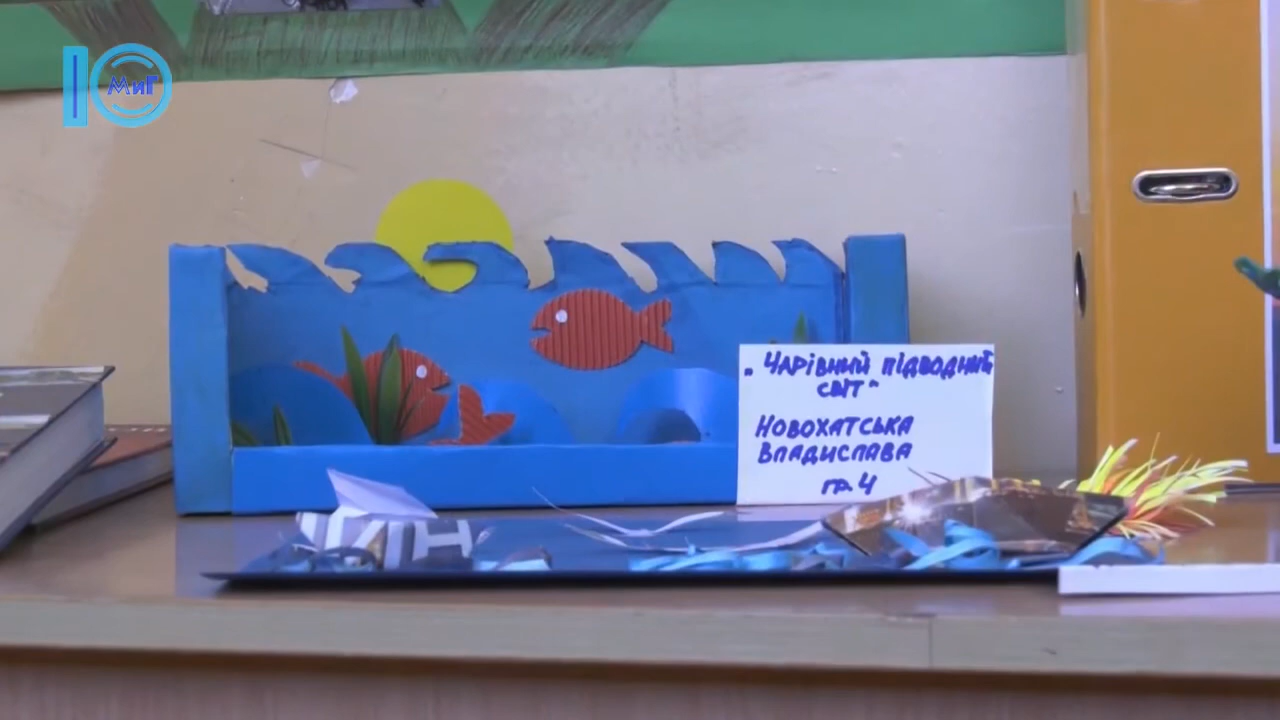 МиГ
„ЧАРІВНИЙ ПІДВОДНИЙ
СВІТ"
НОВОХАТСЬКА
ВЛАДИСЛАВА
ГР. 4